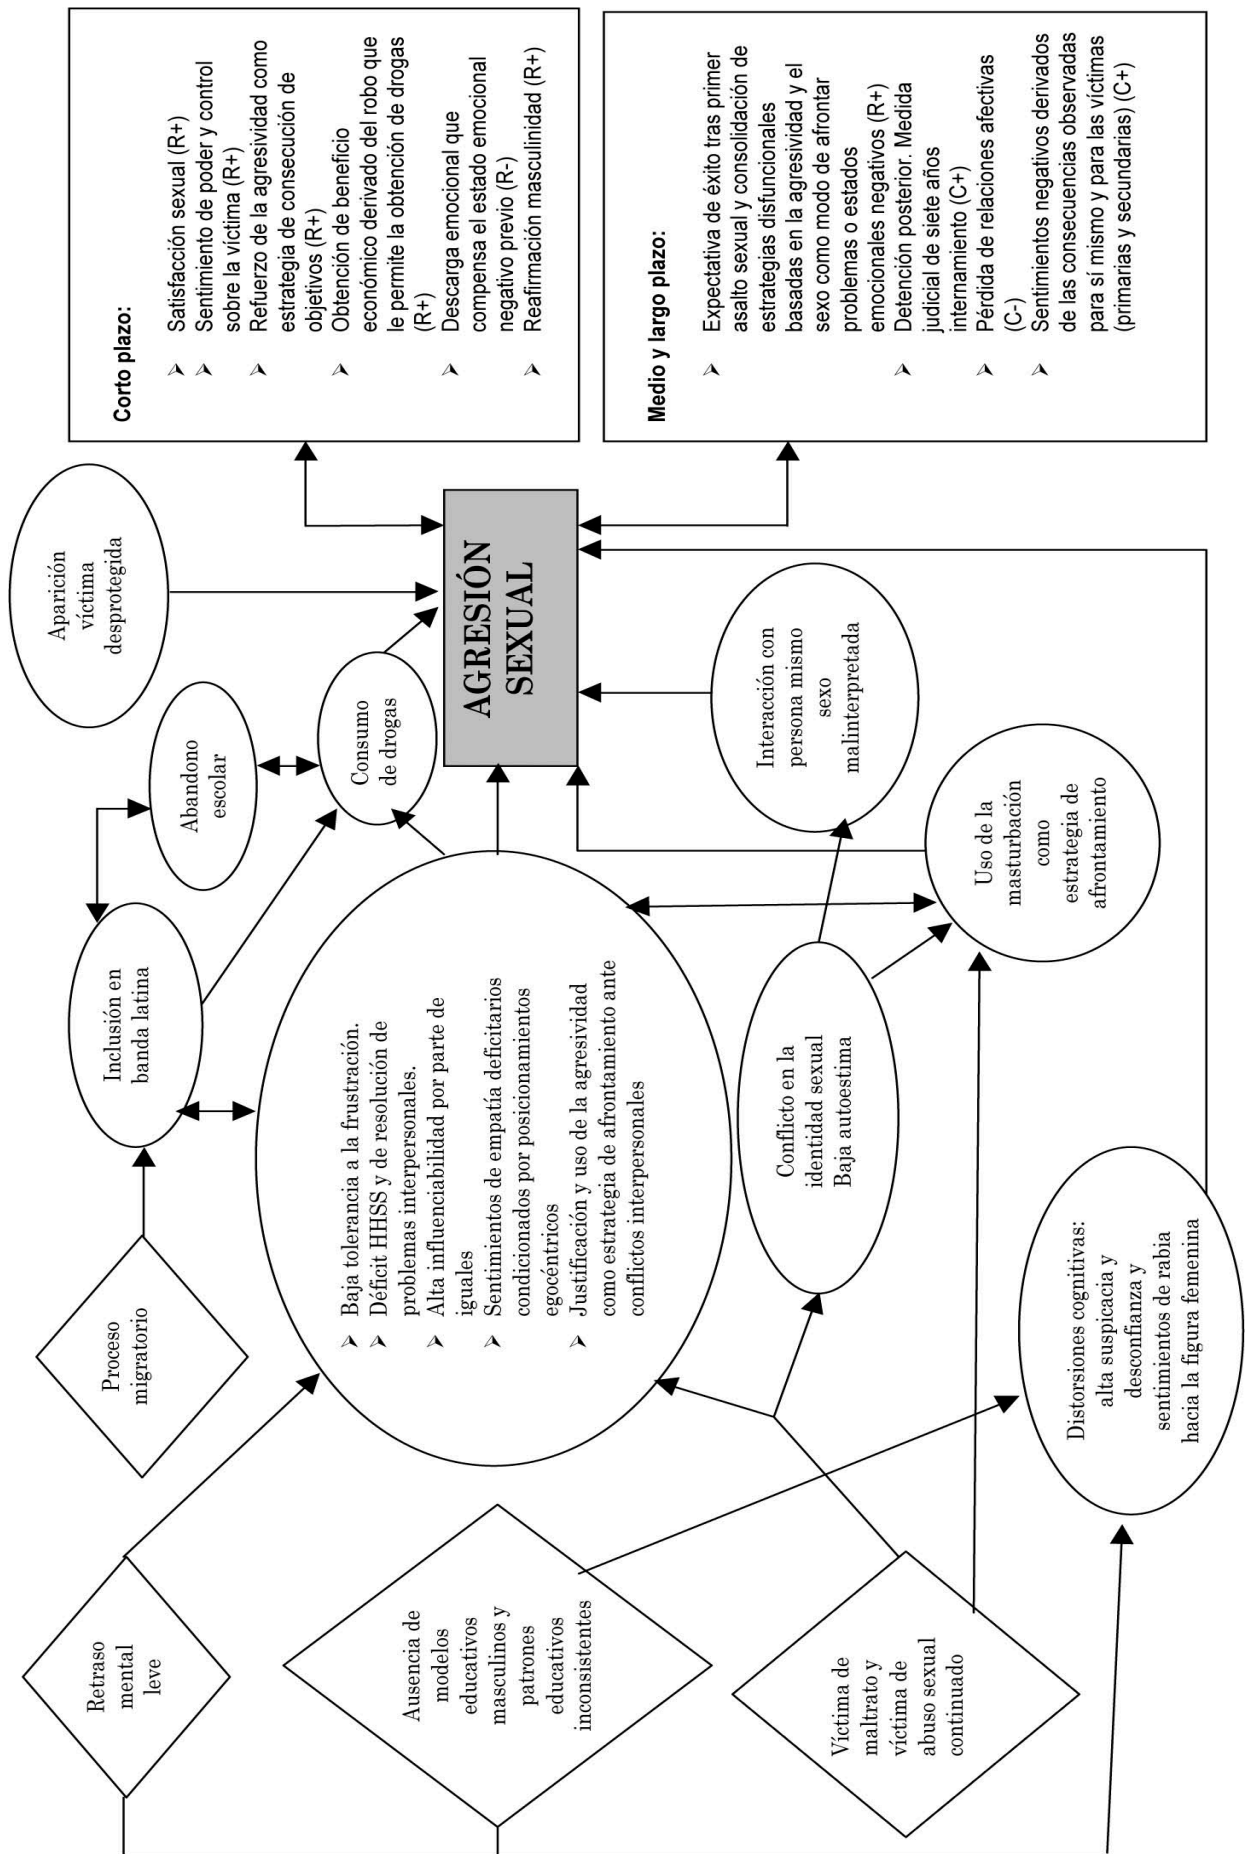 Retraso
mental
leve
Ausencia de
modelos
educativos
masculinos y
patrones
educativos
inconsistentes
Víctima de
maltrato y
víctima de
abuso sexual
continuado
Proceso
migratorio
Inclusión en
banda latina
Abandono
escolar
Aparición
víctima
desprotegida
Consumo
de drogas
➢ Baja tolerancia a la frustración.
➢ Déficit HHSS y de resolución de
problemas interpersonales.
➢ Alta influenciabilidad por parte de
iguales
➢ Sentimientos de empatía deficitarios
condicionados por posicionamientos
egocéntricos
➢ Justificación y uso de la agresividad
como estrategia de afrontamiento ante
conflictos interpersonales
Conflicto en la
identidad sexual
Baja autoestima
Distorsiones cognitivas:
alta suspicacia y
desconfianza y
sentimientos de rabia
hacia la figura femenina
Interacción con
persona mismo
sexo
malinterpretada
Uso de la
masturbación
como
estrategia de
afrontamiento
AGRESIÓN
SEXUAL
Corto plazo:
➢ Satisfacción sexual (R+)
➢ Sentimiento de poder y control
sobre la víctima (R+)
➢ Refuerzo de la agresividad como
estrategia de consecución de
objetivos (R+)
➢ Obtención de beneficio
económico derivado del robo que
le permite la obtención de drogas
(R+)
➢ Descarga emocional que
compensa el estado emocional
negativo previo (R-)
➢ Reafirmación masculinidad (R+)
Medio y largo plazo:
➢ Expectativa de éxito tras primer
asalto sexual y consolidación de
estrategias disfuncionales
basadas en la agresividad y el
sexo como modo de afrontar
problemas o estados
emocionales negativos (R+)
➢ Detención posterior. Medida
judicial de siete años
internamiento (C+)
➢ Pérdida de relaciones afectivas
(C-)
➢ Sentimientos negativos derivados
de las consecuencias observadas
para sí mismo y para las víctimas
(primarias y secundarias) (C+)